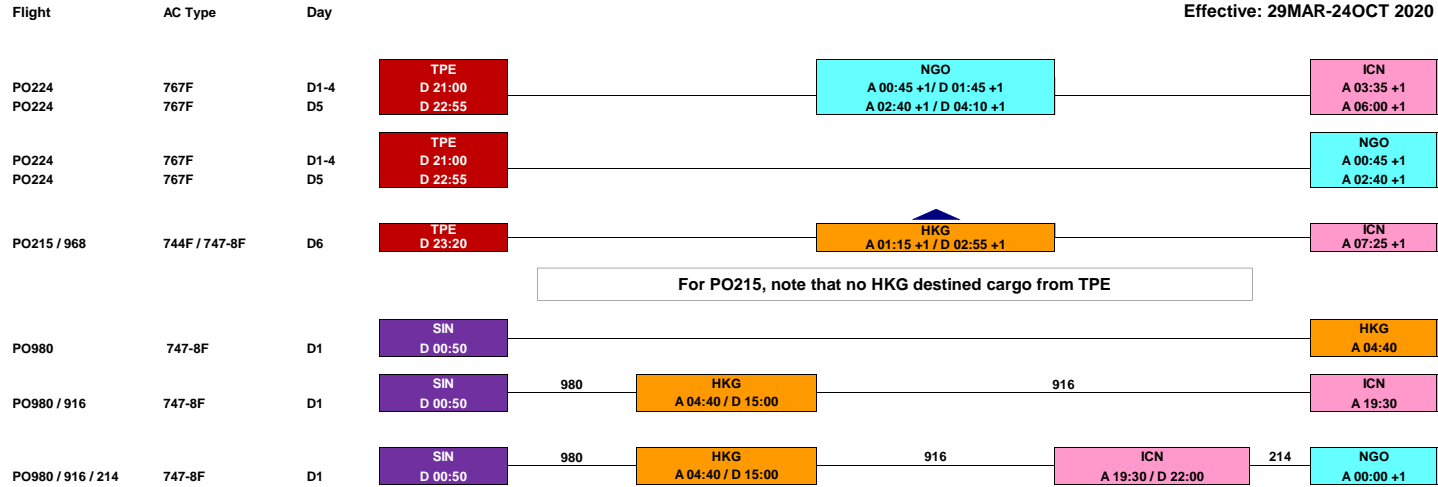 Flight AC Type Day Effective: 29MAR-24OCT 2020
TPE NGO ICN
PO224 767F D1-4 D 21:00 A 00:45 +1/ D 01:45 +1 A 03:35 +1
PO224 767F D5 D 22:55 A 02:40 +1 / D 04:10 +1 A 06:00 +1
TPE NGO
PO224 767F D1-4 D 21:00 A 00:45 +1
PO224 767F D5 D 22:55 A 02:40 +1
TPE HKG ICN
PO215 / 968 744F / 747-8F D6 D 23:20 A 01:15 +1 / D 02:55 +1 A 07:25 +1
For PO215, note that no HKG destined cargo from TPE
SIN HKG
PO980 747-8F D1 D 00:50 A 04:40
SIN 980 HKG 916 ICN
PO980 / 916 747-8F D1 D 00:50 A 04:40 / D 15:00 A 19:30
SIN 980 HKG 916 ICN 214 NGO
PO980 / 916 / 214 747-8F D1 D 00:50 A 04:40 / D 15:00 A 19:30 / D 22:00 A 00:00 +1